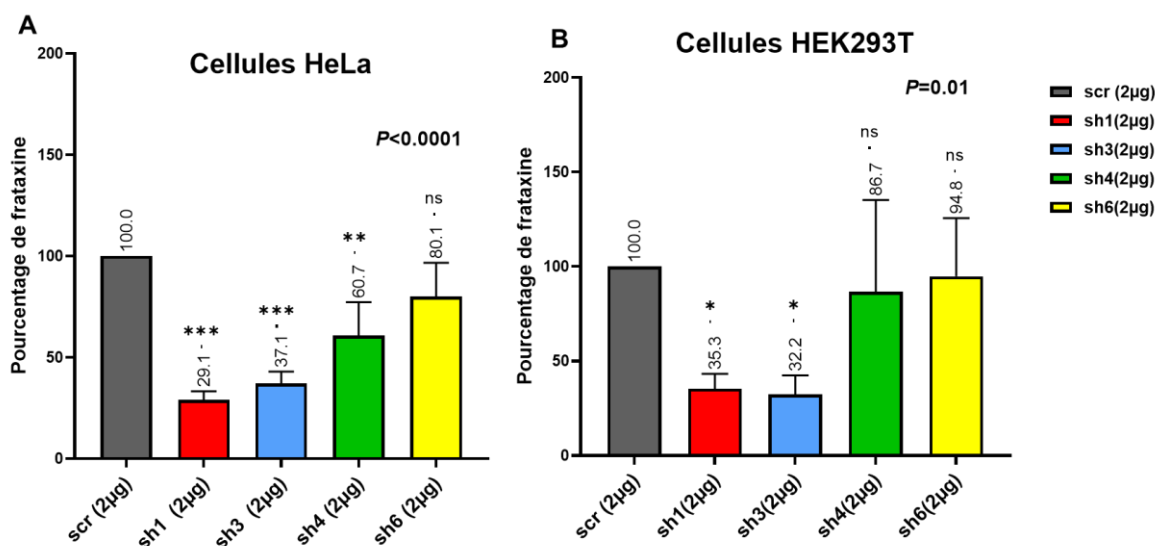 A
Cellules HeLa
P<0.0001
Pourcentage de frataxine
200
150
100
50
0
100.0
29.1
***
37.1
***
60.7
**
80.1
ns
scr (2µg)
sh1 (2µg)
sh3 (2µg)
sh4 (2µg)
sh6 (2µg)
B
Cellules HEK293T
P=0.01
Pourcentage de frataxine
200
150
100
50
0
100.0
35.3
*
32.2
*
86.7
ns
94.8
ns
scr (2µg)
sh1(2µg)
sh3(2µg)
sh4(2µg)
sh6(2µg)
scr (2µg)
sh1(2µg)
sh3(2µg)
sh4(2µg)
sh6(2µg)